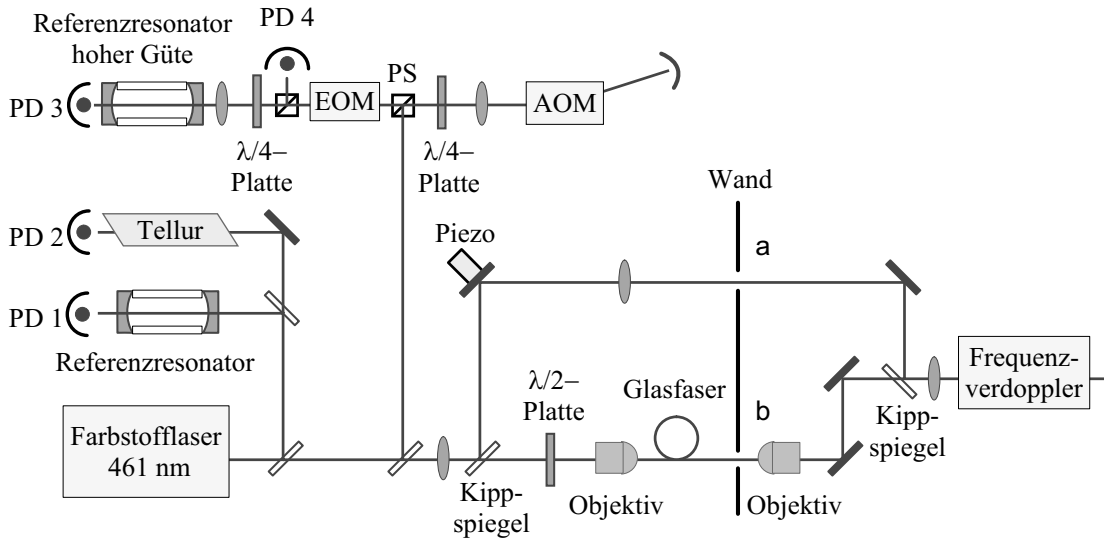 Referenzresonator
hoher Güte
PD 4
PS
PD 3
EOM
AOM
λ/4–
Platte
λ/4–
Platte
Wand
PD 2
Tellur
Piezo
a
PD 1
Referenzresonator
λ/2–
Platte
Glasfaser
b
Frequenz-
verdoppler
Kipp-
spiegel
Farbstofflaser
461 nm
Kipp-
spiegel
Objektiv
Objektiv